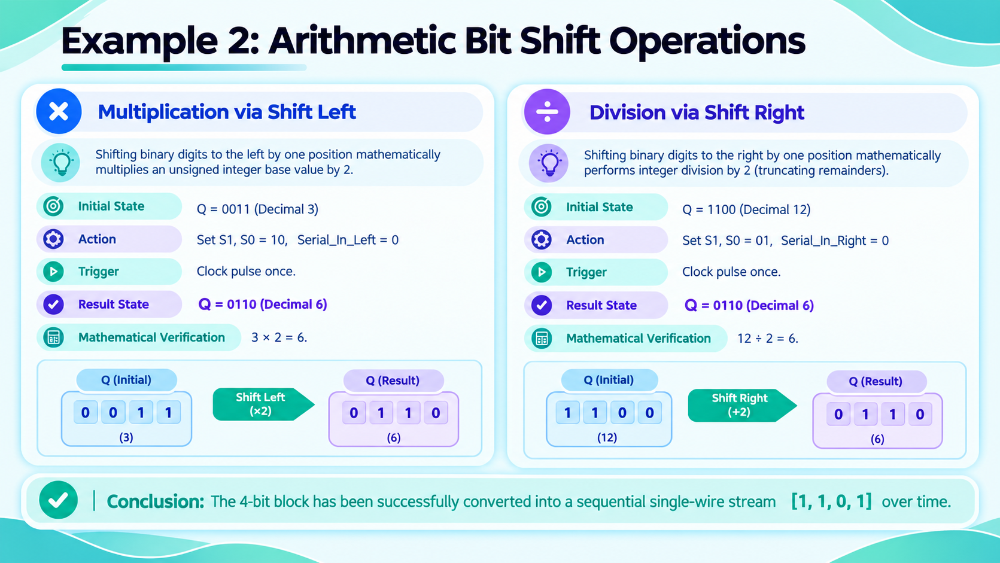 Example 2: Arithmetic Bit Shift Operations
Multiplication via Shift Left
Shifting binary digits to the left by one position mathematically
multiplies an unsigned integer base value by 2.
Initial State
Q = 0011 (Decimal 3)
Action
Set S1, S0 = 10, Serial_In_Left = 0
Trigger
Clock pulse once.
Result State
Q = 0110 (Decimal 6)
Mathematical Verification
3 × 2 = 6.
Q (Initial)
0 0 1 1
(3)
Shift Left
(×2)
Q (Result)
0 1 1 0
(6)
Division via Shift Right
Shifting binary digits to the right by one position mathematically
performs integer division by 2 (truncating remainders).
Initial State
Q = 1100 (Decimal 12)
Action
Set S1, S0 = 01, Serial_In_Right = 0
Trigger
Clock pulse once.
Result State
Q = 0110 (Decimal 6)
Mathematical Verification
12 ÷ 2 = 6.
Q (Initial)
1 1 0 0
(12)
Shift Right
(+2)
Q (Result)
0 1 1 0
(6)
Conclusion: The 4-bit block has been successfully converted into a sequential single-wire stream [1, 1, 0, 1] over time.